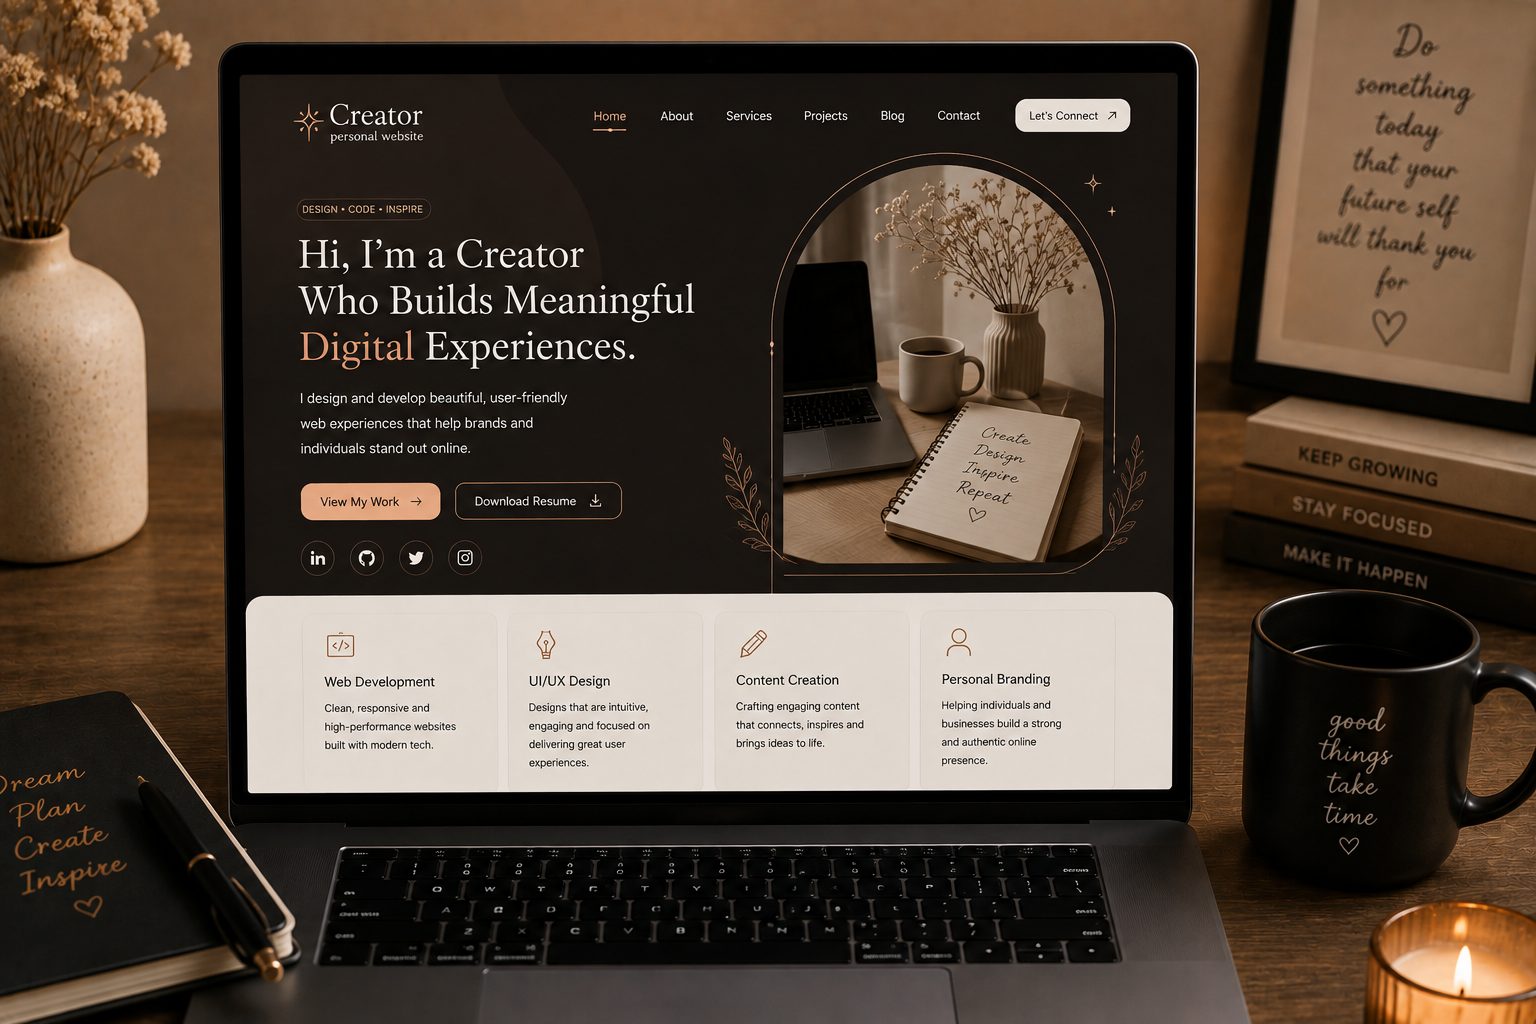 Creator
personal website
Home
About
Services
Projects
Blog
Contact
Let's Connect
DESIGN • CODE • INSPIRE
Hi, I'm a Creator
Who Builds Meaningful
Digital Experiences.
I design and develop beautiful, user-friendly
web experiences that help brands and
individuals stand out online.
View My Work
Download Resume
in
Create
Design
Inspire
Repeat
</>
Web Development
Clean, responsive and
high-performance websites
built with modern tech.
UI/UX Design
Designs that are intuitive,
engaging and focused on
delivering great user
experiences.
Content Creation
Crafting engaging content
that connects, inspires and
brings ideas to life.
Personal Branding
Helping individuals and
businesses build a strong
and authentic online
presence.
Do
something
today
that your
future self
will thank you
for
KEEP GROWING
STAY FOCUSED
MAKE IT HAPPEN
good
things
take
time
Dream
Plan
Create
Inspire